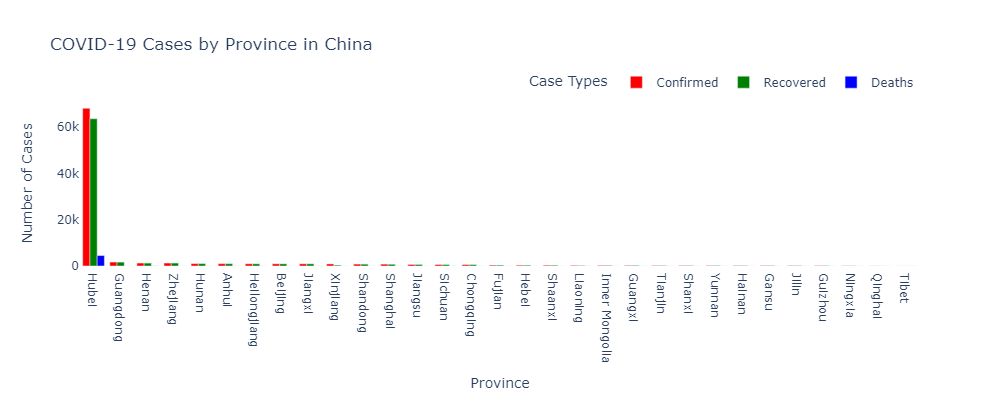 COVID-19 Cases by Province in China
Case Types Confirmed Recovered Deaths
Number of Cases
60k
40k
20k
0
Hubei
Guangdong
Henan
Zhejiang
Hunan
Anhui
Heilongjiang
Beijing
Jiangxi
Xinjiang
Shandong
Shanghai
Jiangsu
Sichuan
Chongqing
Fujian
Hebei
Shaanxi
Liaoning
Inner Mongolia
Guangxi
Tianjin
Shanxi
Yunnan
Hainan
Gansu
Jilin
Guizhou
Ningxia
Qinghai
Tibet
Province